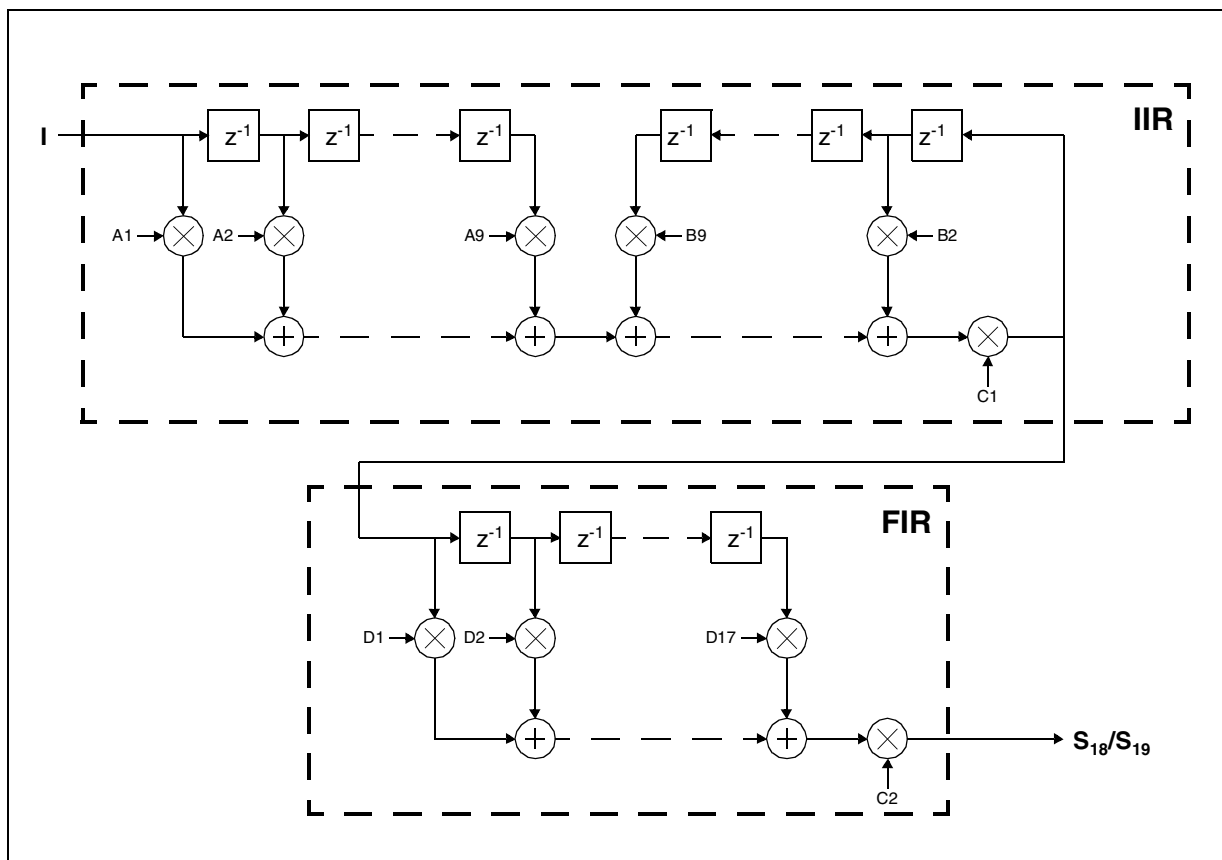 IIR
I
z⁻¹ z⁻¹ z⁻¹ z⁻¹ z⁻¹ z⁻¹
A1 A2 A9 B9 B2
C1
FIR
z⁻¹ z⁻¹ z⁻¹
D1 D2 D17
S₁₈/S₁₉
C2